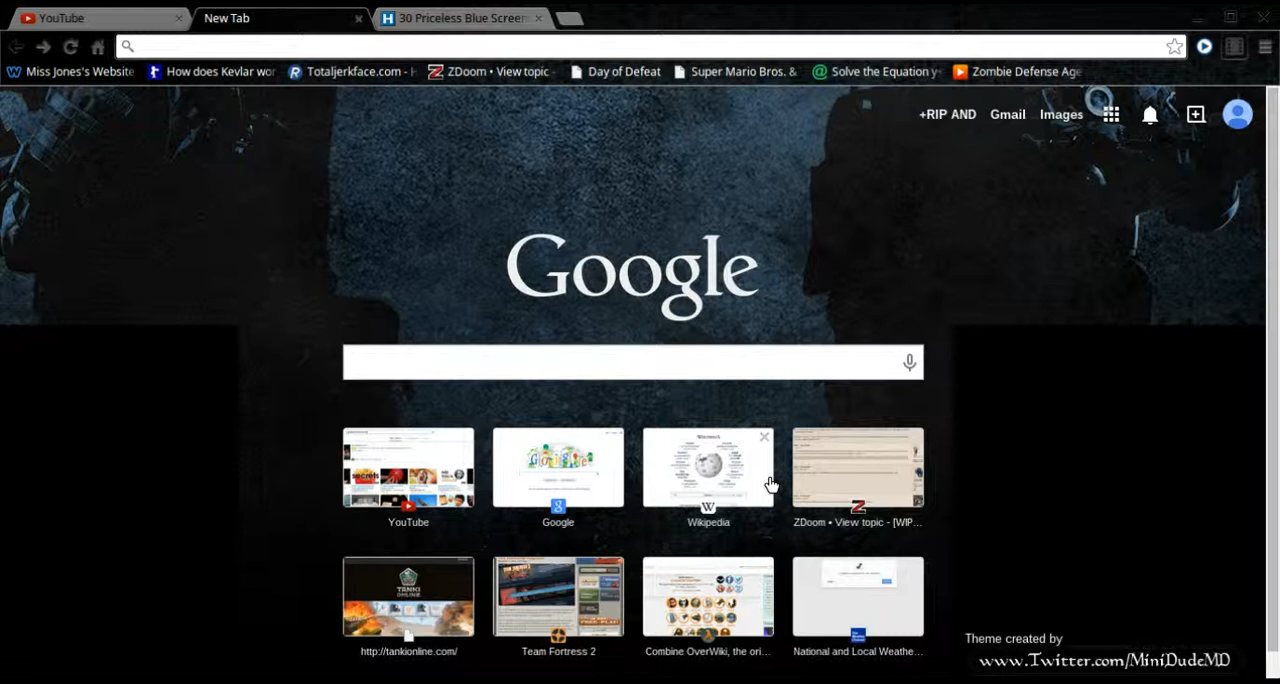 YouTube
New Tab
30 Priceless Blue Screen
Miss Jones's Website
How does Kevlar wor
Totaljerkface.com - H
ZDoom • View topic -
Day of Defeat
Super Mario Bros. &
Solve the Equation y
Zombie Defense Age
+RIP AND
Gmail
Images
Google
YouTube
Google
Wikipedia
ZDoom • View topic - [WIP...
TANKI
ONLINE
http://tankionline.com/
Team Fortress 2
Combine OverWiki, the ori...
National and Local Weathe...
Theme created by
www.Twitter.com/MiniDudeMD